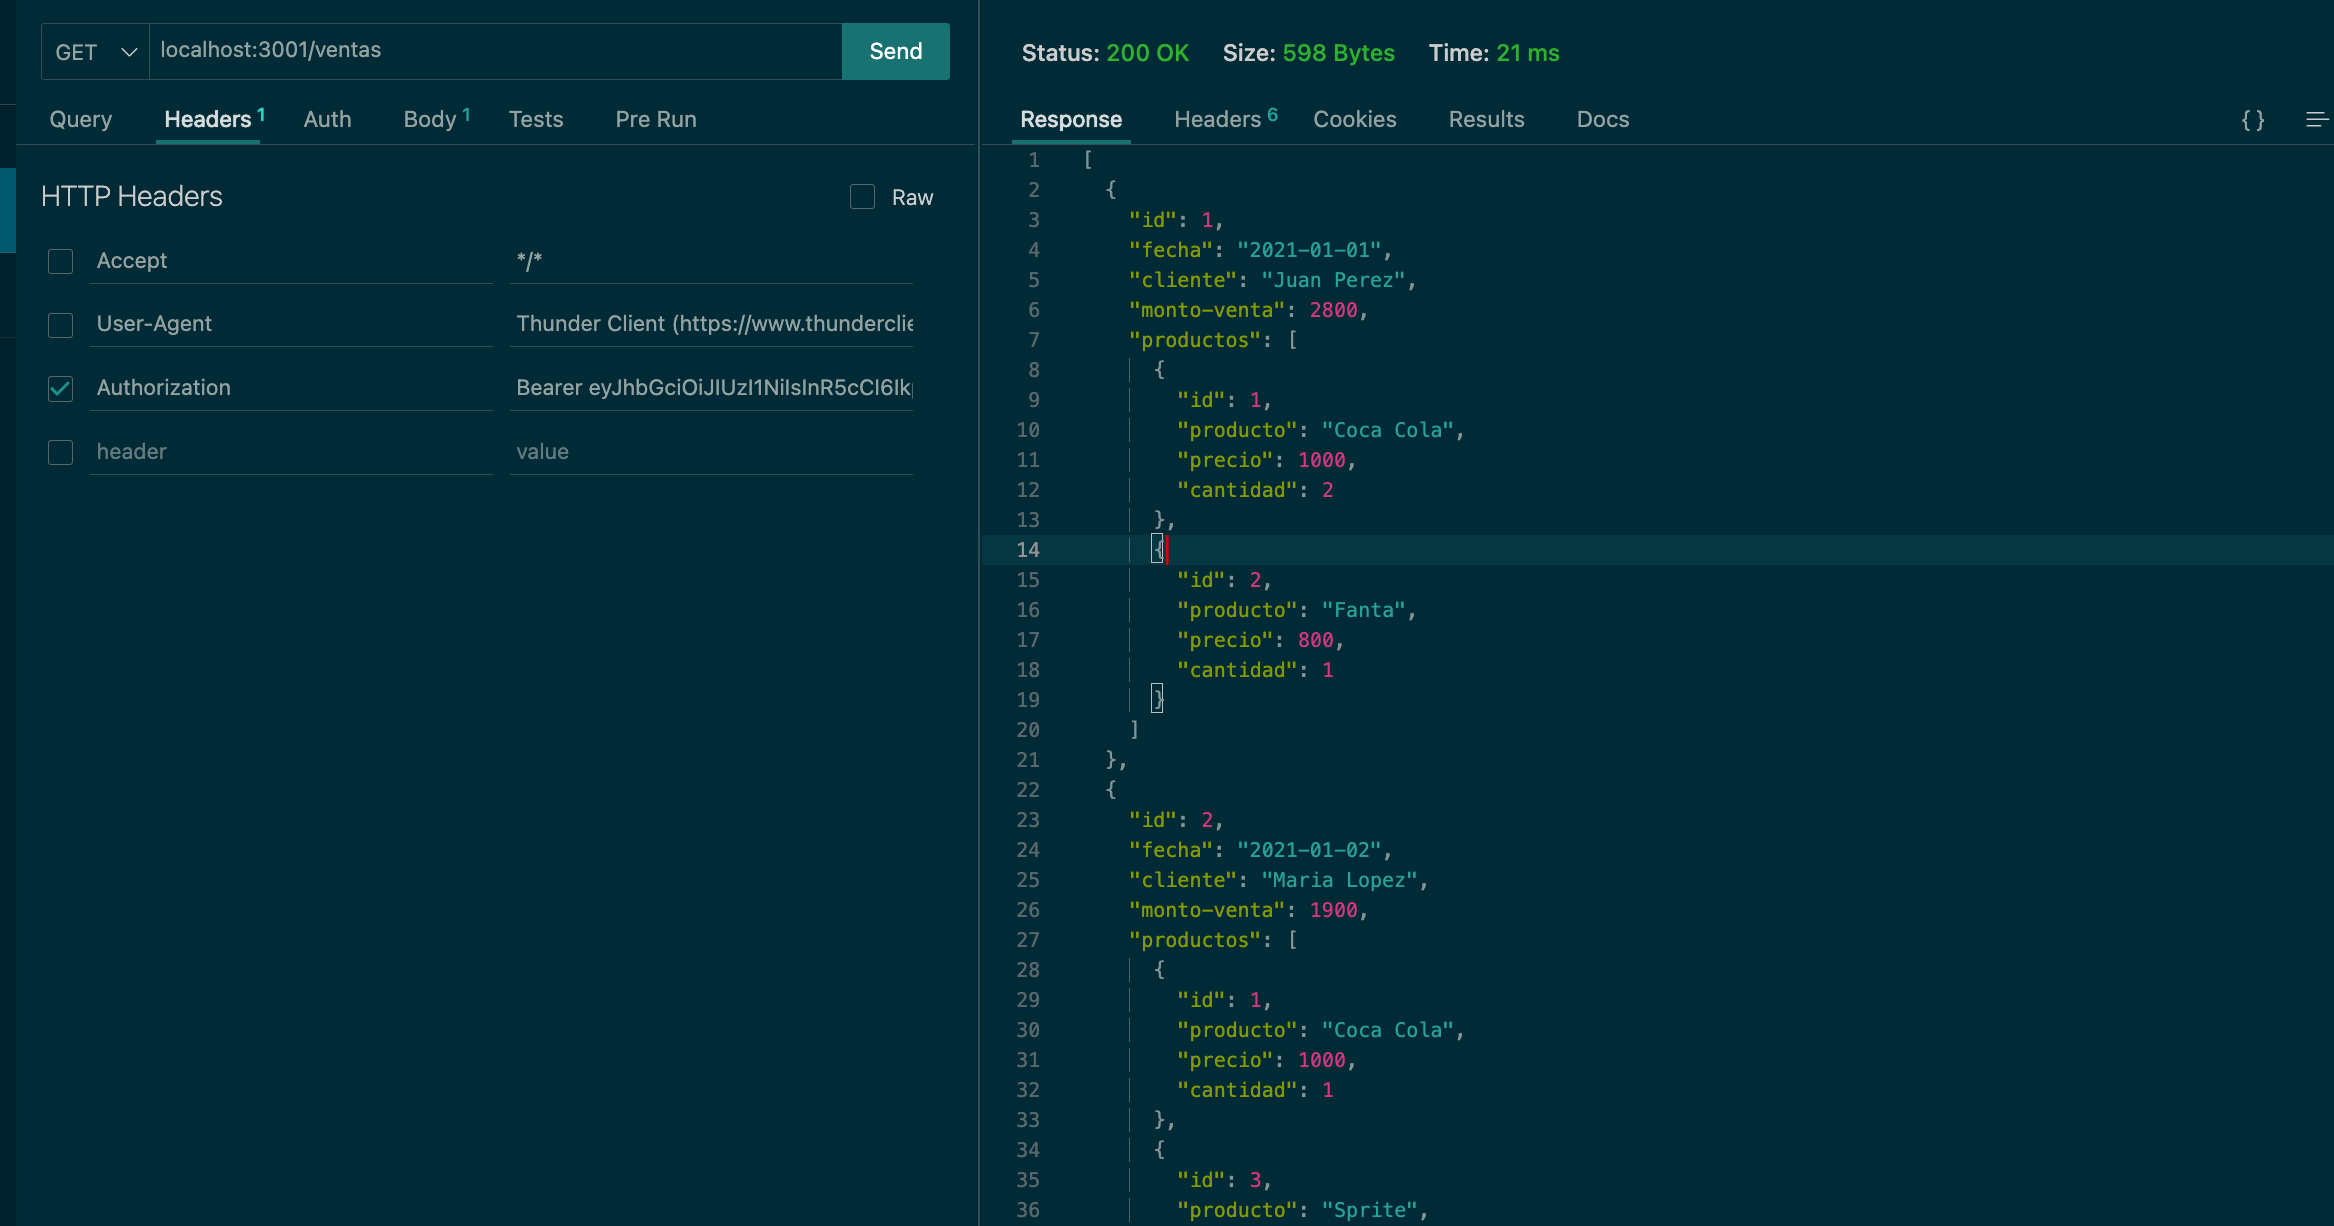 GET
localhost:3001/ventas
Send
Query
Headers 1
Auth
Body 1
Tests
Pre Run
HTTP Headers
Raw
Accept
*/*
User-Agent
Thunder Client (https://www.thunderclie
Authorization
Bearer eyJhbGciOiJIUzI1NiIsInR5cCI6Ik
header
value
Status: 200 OK
Size: 598 Bytes
Time: 21 ms
Response
Headers 6
Cookies
Results
Docs
{}
1 [
2 {
3 "id": 1,
4 "fecha": "2021-01-01",
5 "cliente": "Juan Perez",
6 "monto-venta": 2800,
7 "productos": [
8 {
9 "id": 1,
10 "producto": "Coca Cola",
11 "precio": 1000,
12 "cantidad": 2
13 },
14 {
15 "id": 2,
16 "producto": "Fanta",
17 "precio": 800,
18 "cantidad": 1
19 }
20 ]
21 },
22 {
23 "id": 2,
24 "fecha": "2021-01-02",
25 "cliente": "Maria Lopez",
26 "monto-venta": 1900,
27 "productos": [
28 {
29 "id": 1,
30 "producto": "Coca Cola",
31 "precio": 1000,
32 "cantidad": 1
33 },
34 {
35 "id": 3,
36 "producto": "Sprite",